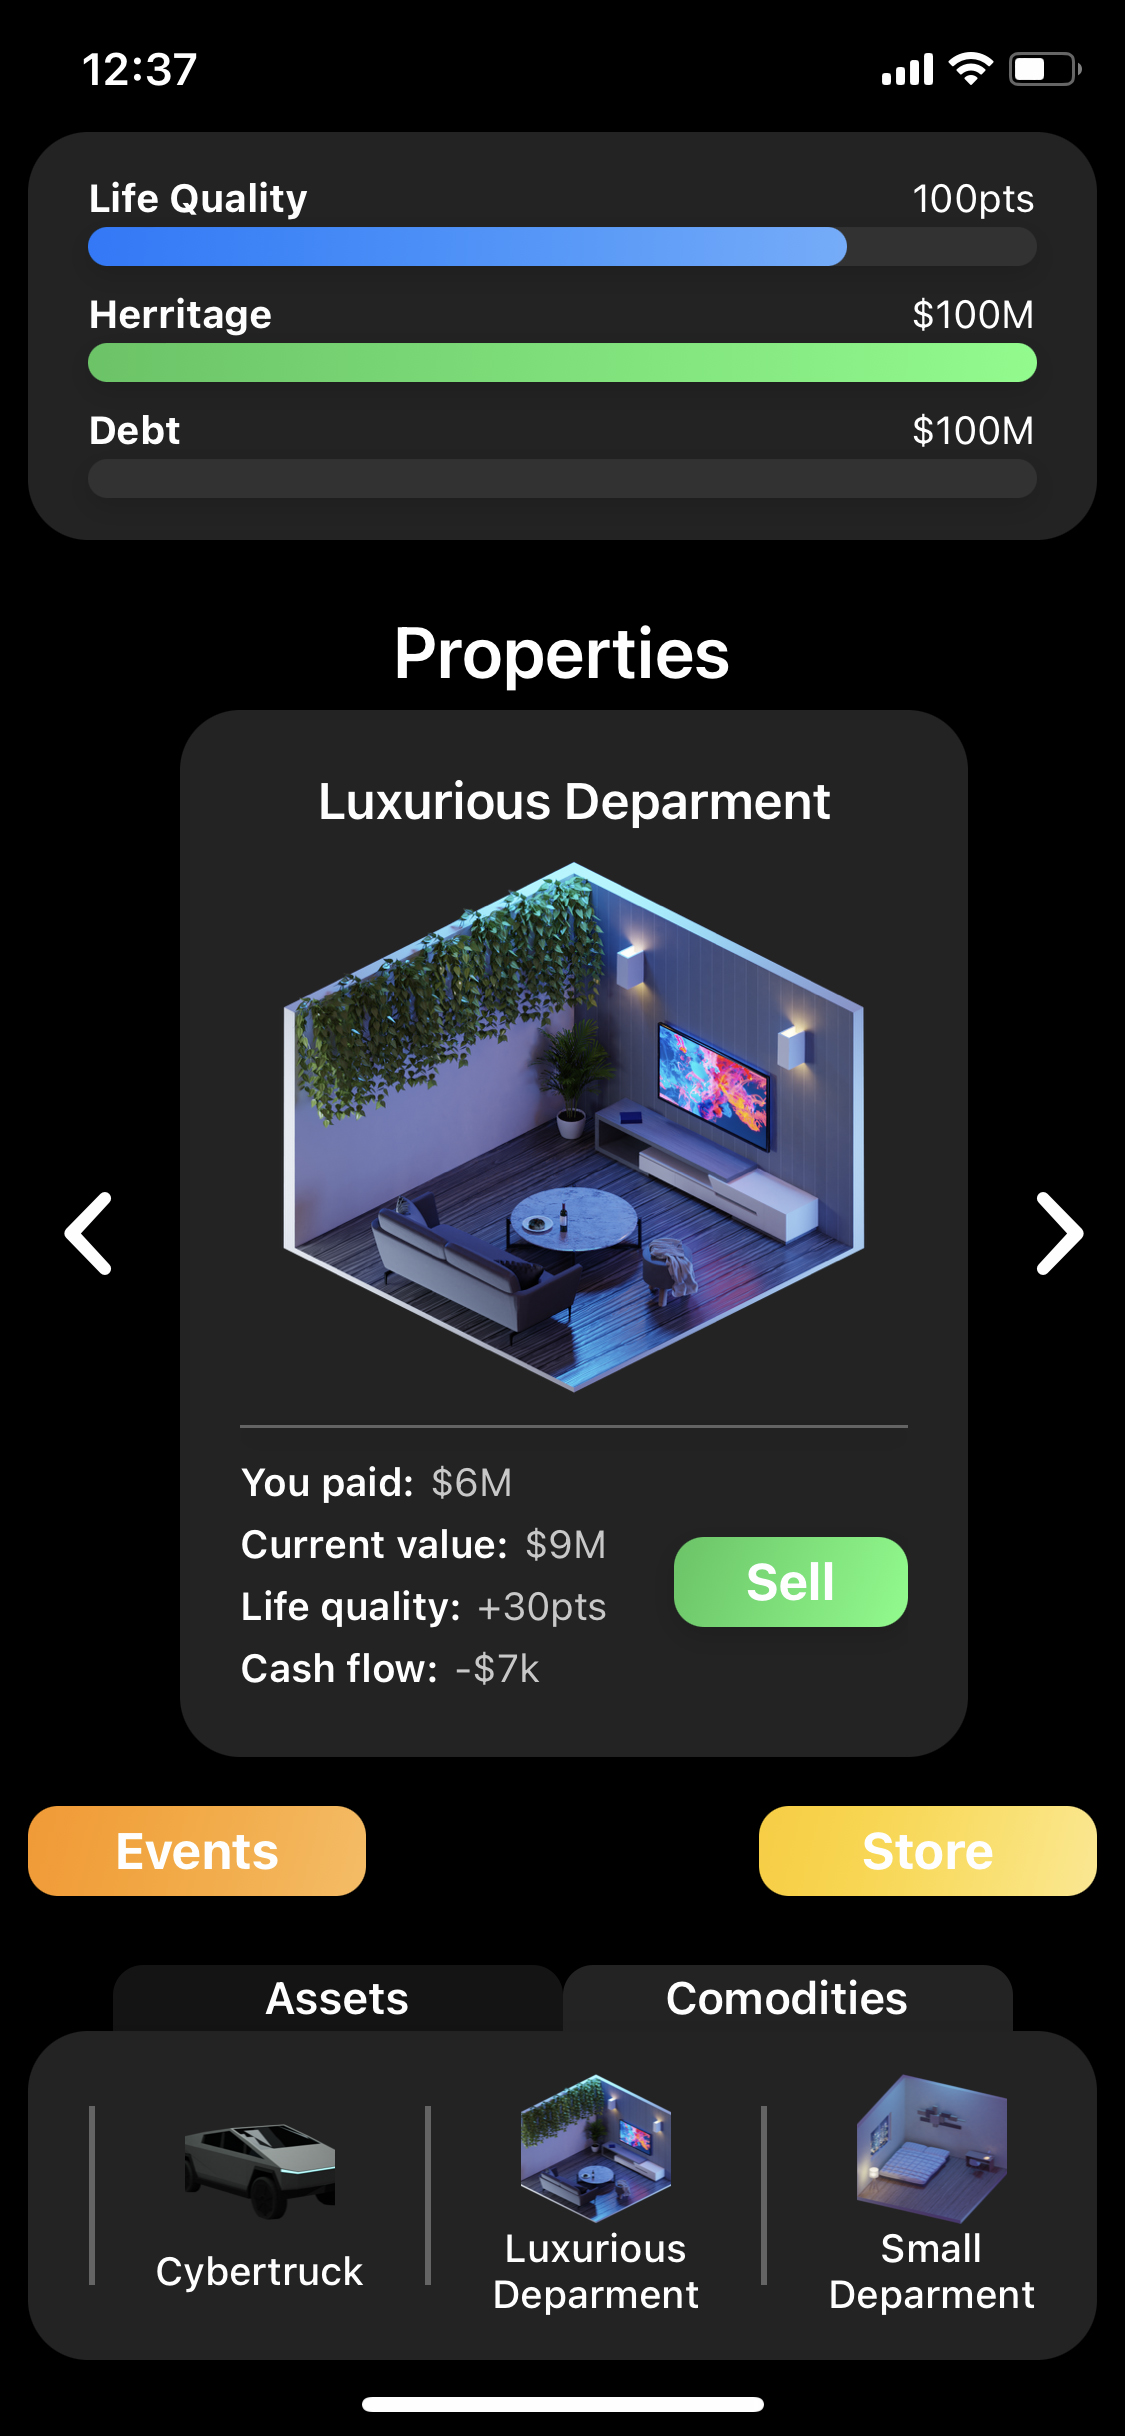 12:37
Life Quality 100pts
Herritage $100M
Debt $100M
Properties
Luxurious Deparment
You paid: $6M
Current value: $9M
Life quality: +30pts
Cash flow: -$7k
Sell
Events Store
Assets Comodities
Cybertruck
Luxurious
Deparment
Small
Deparment